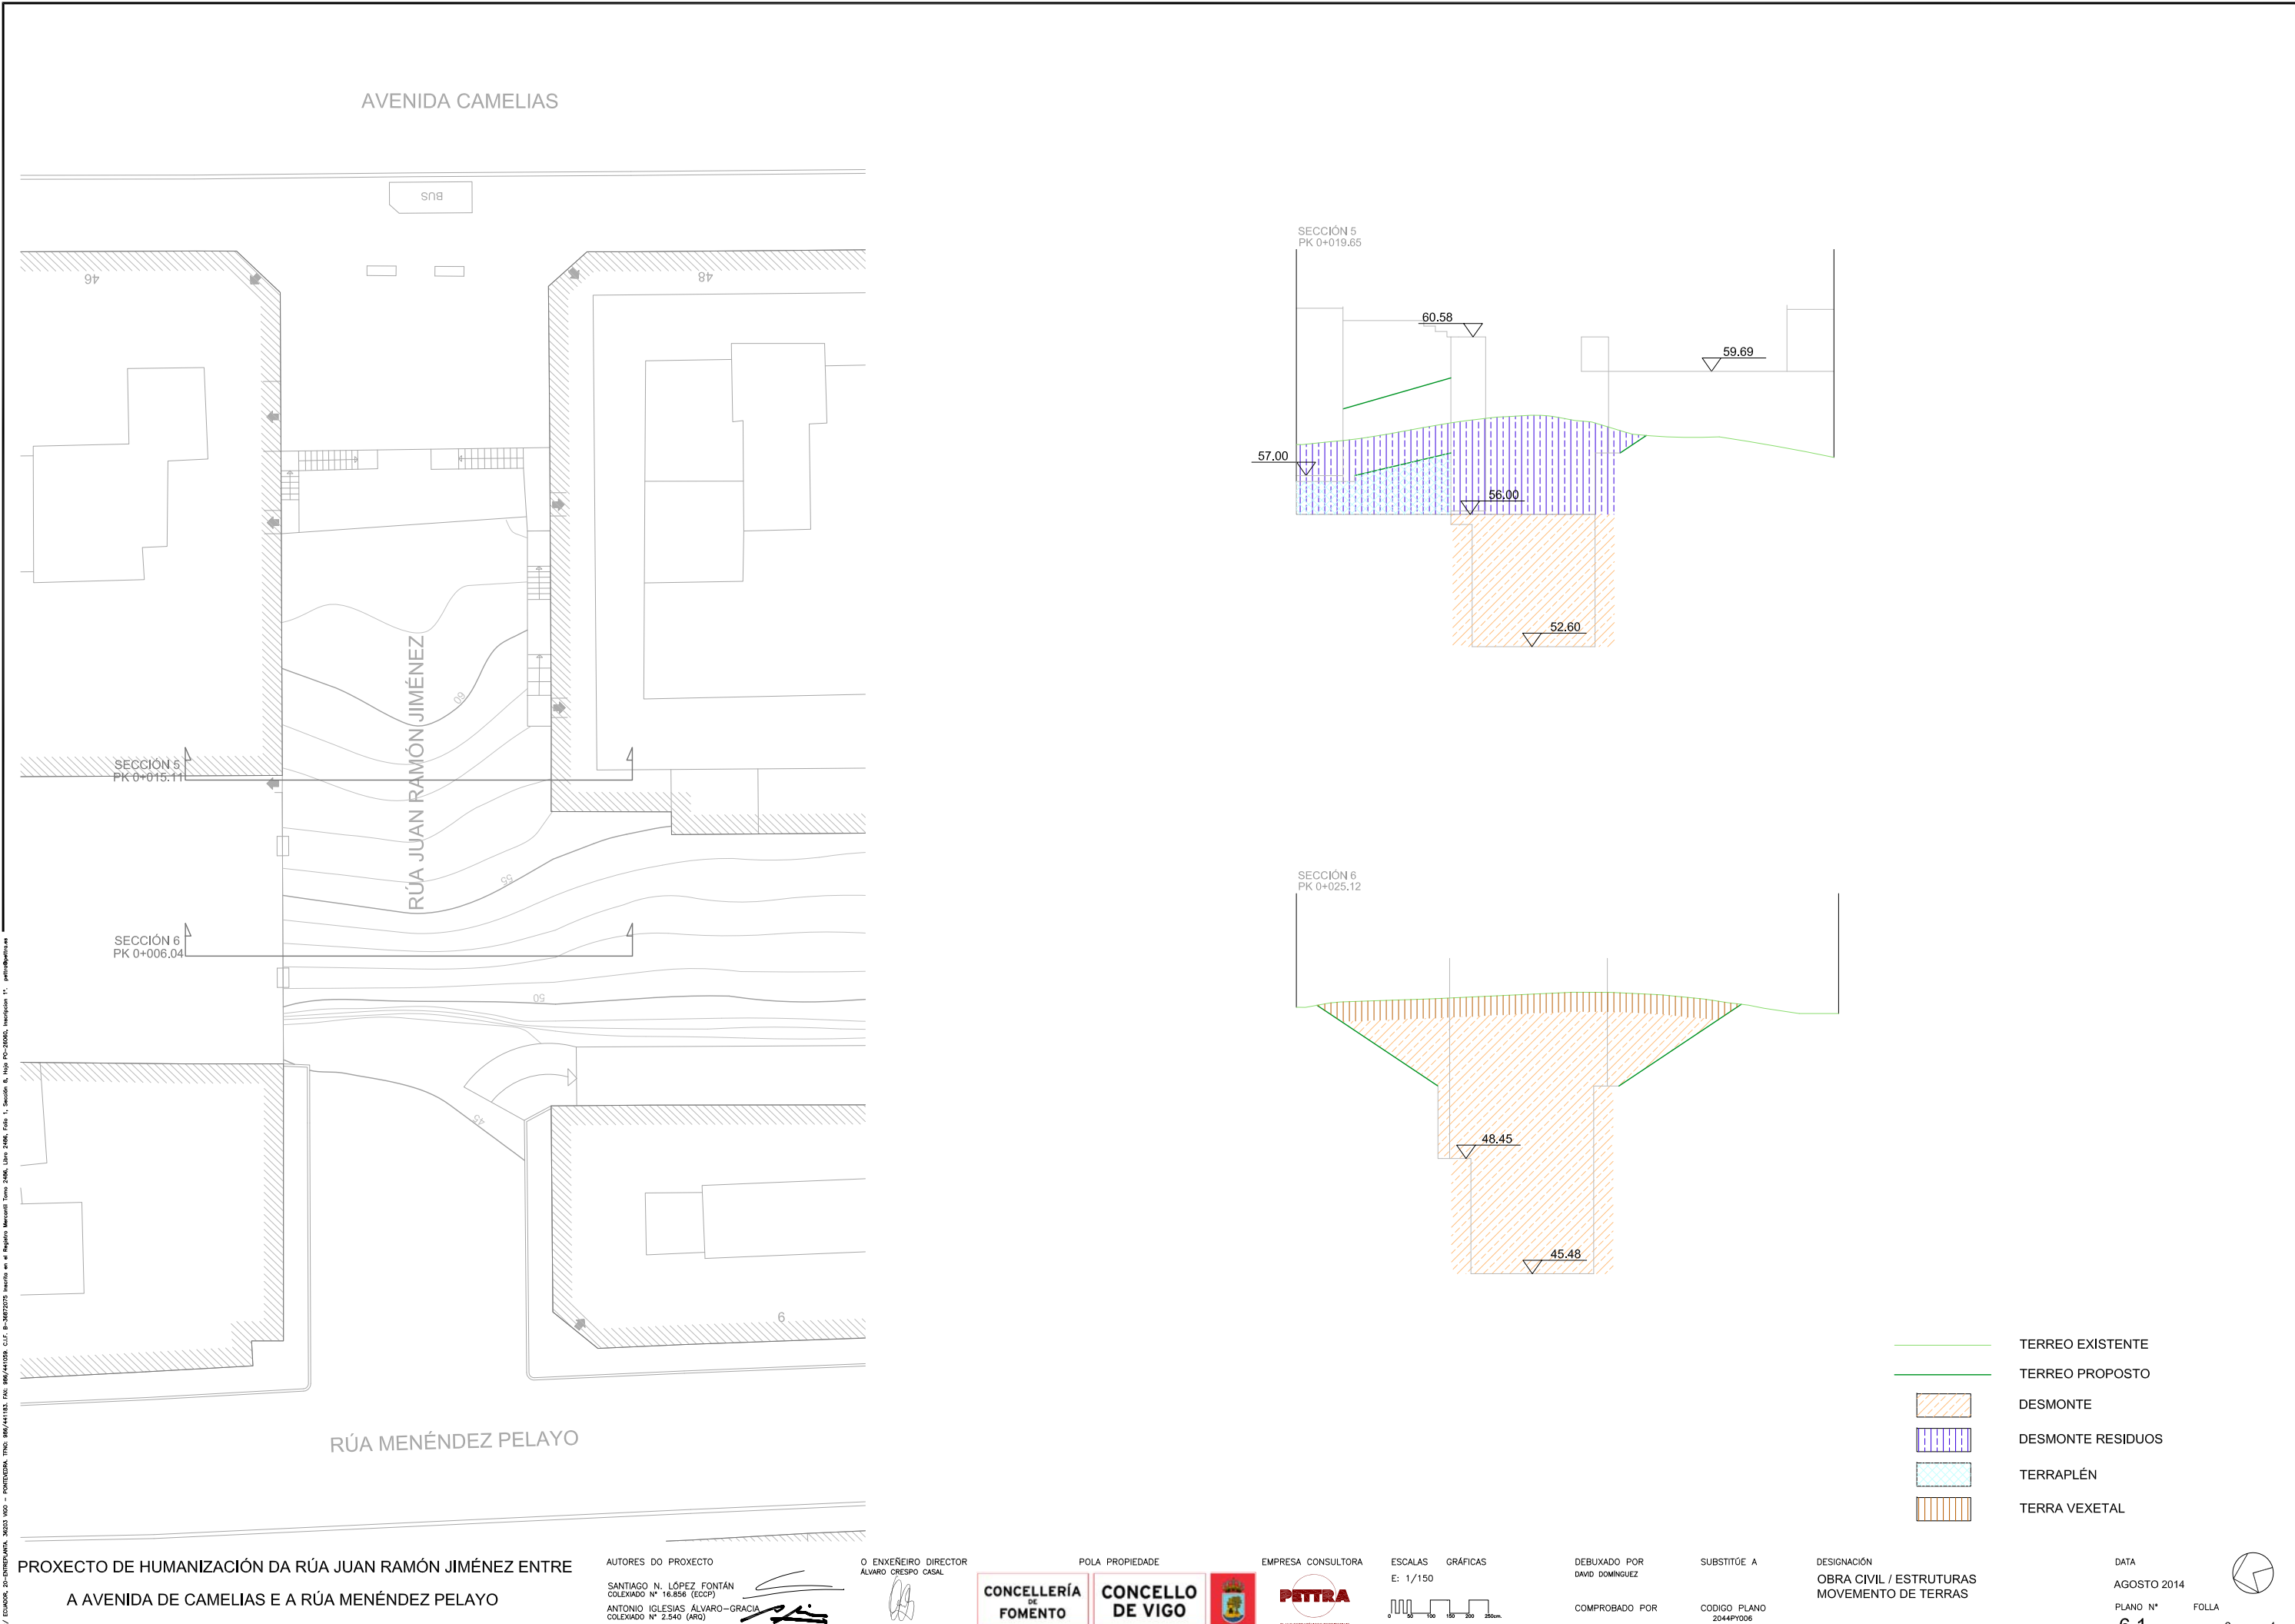 AVENIDA CAMELIAS
BUS
46
48
SECCIÓN 5
PK 0+019.65
60.58
59.69
57.00
56.00
52.60
RÚA JUAN RAMÓN JIMÉNEZ
60
SECCIÓN 5
PK 0+015.11
55
SECCIÓN 6
PK 0+006.04
50
45
6
SECCIÓN 6
PK 0+025.12
48.45
45.48
RÚA MENÉNDEZ PELAYO
TERREO EXISTENTE
TERREO PROPOSTO
DESMONTE
DESMONTE RESIDUOS
TERRAPLÉN
TERRA VEXETAL
PROXECTO DE HUMANIZACIÓN DA RÚA JUAN RAMÓN JIMÉNEZ ENTRE
A AVENIDA DE CAMELIAS E A RÚA MENÉNDEZ PELAYO
AUTORES DO PROXECTO
SANTIAGO N. LÓPEZ FONTÁN
COLEXIADO Nº 16.856 (ECCP)
ANTONIO IGLESIAS ÁLVARO-GRACIA
COLEXIADO Nº 2.540 (ARQ)
O ENXEÑEIRO DIRECTOR
ÁLVARO CRESPO CASAL
POLA PROPIEDADE
CONCELLERÍA
DE
FOMENTO
CONCELLO
DE VIGO
EMPRESA CONSULTORA
PETTRA
ESCALAS GRÁFICAS
E: 1/150
0 50 100 150 200 250cm.
DEBUXADO POR
DAVID DOMÍNGUEZ
COMPROBADO POR
SUBSTITÚE A
CODIGO PLANO
2044PY006
DESIGNACIÓN
OBRA CIVIL / ESTRUTURAS
MOVEMENTO DE TERRAS
DATA
AGOSTO 2014
PLANO Nº
FOLLA